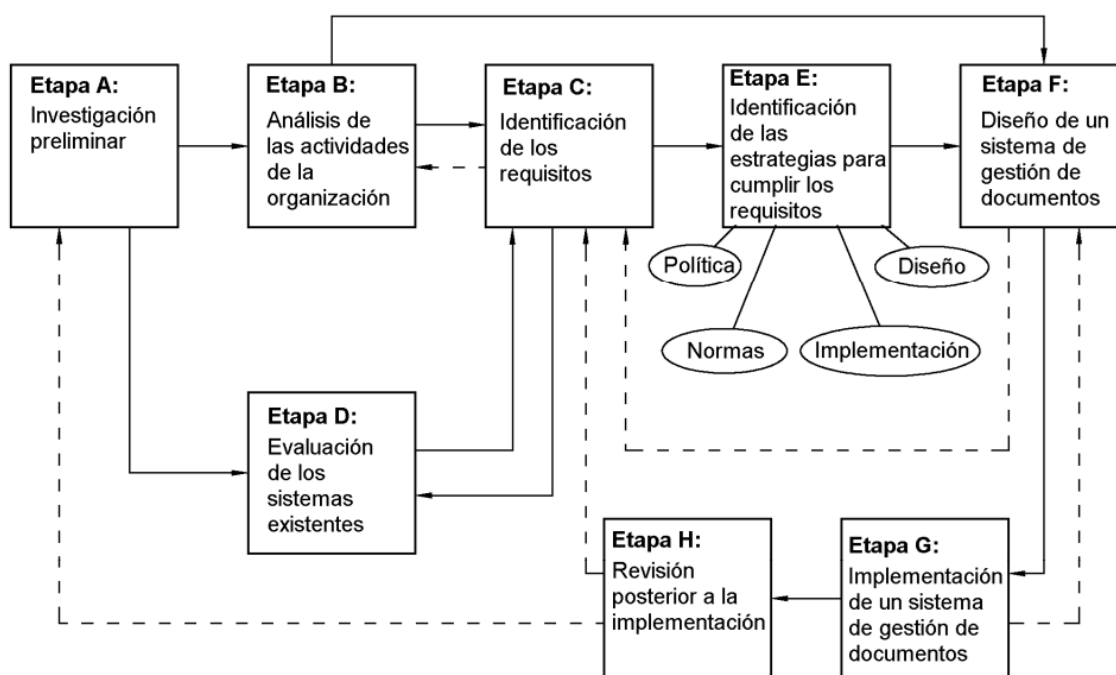 Etapa A:
Investigación
preliminar
Etapa B:
Análisis de
las actividades
de la
organización
Etapa C:
Identificación
de los
requisitos
Etapa E:
Identificación
de las
estrategias para
cumplir los
requisitos
Etapa F:
Diseño de un
sistema de
gestión de
documentos
Política
Diseño
Normas
Implementación
Etapa D:
Evaluación
de los
sistemas
existentes
Etapa H:
Revisión
posterior a la
implementación
Etapa G:
Implementación
de un sistema
de gestión de
documentos